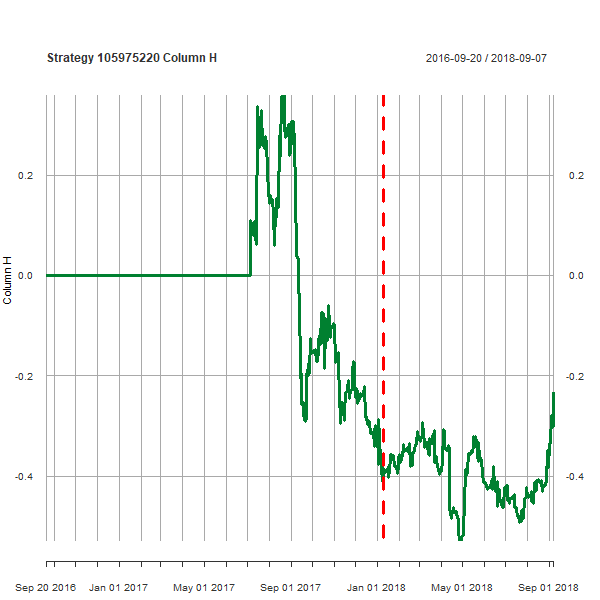 Strategy 105975220 Column H
2016-09-20 / 2018-09-07
0.2
0.2
0.0
0.0
-0.2
-0.2
-0.4
-0.4
Column H
Sep 20 2016
Jan 01 2017
May 01 2017
Sep 01 2017
Jan 01 2018
May 01 2018
Sep 01 2018